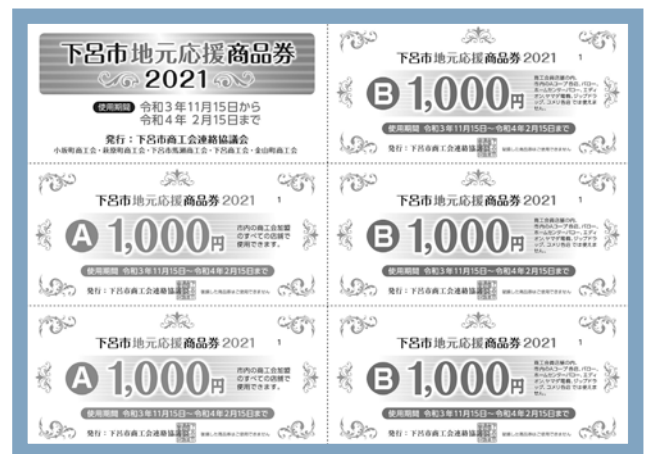 下呂市地元応援商品券
2021
使用期間 令和3年11月15日から
令和4年 2月15日まで
発行：下呂市商工会連絡協議会
小坂町商工会・萩原町商工会・下呂市馬瀬商工会・下呂商工会・金山町商工会
下呂市地元応援商品券2021 1
B 1,000円
使用期間 令和3年11月15日～令和4年2月15日まで
発行：下呂市商工会連絡協議会
下呂市地元応援商品券2021 1
A 1,000円
市内の商工会加盟
のすべての店舗で
使用できます。
使用期間 令和3年11月15日～令和4年2月15日まで
発行：下呂市商工会連絡協議会
下呂市地元応援商品券2021 1
B 1,000円
使用期間 令和3年11月15日～令和4年2月15日まで
発行：下呂市商工会連絡協議会
下呂市地元応援商品券2021 1
A 1,000円
市内の商工会加盟
のすべての店舗で
使用できます。
使用期間 令和3年11月15日～令和4年2月15日まで
発行：下呂市商工会連絡協議会
下呂市地元応援商品券2021 1
B 1,000円
使用期間 令和3年11月15日～令和4年2月15日まで
発行：下呂市商工会連絡協議会